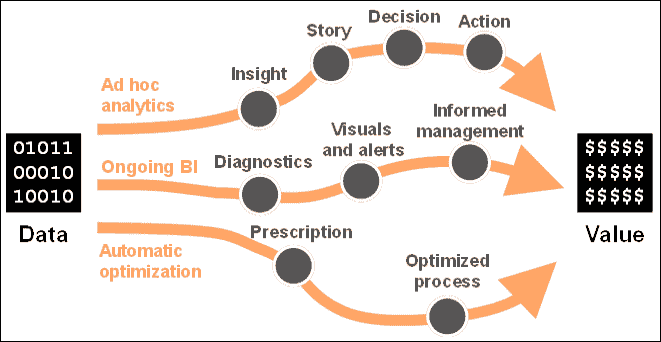 Decision
Story
Action
Insight
Ad hoc
analytics
01011
00010
10010
Data
Ongoing BI
Diagnostics
Visuals
and alerts
Informed
management
$$$$$
$$$$$
$$$$$
Value
Automatic
optimization
Prescription
Optimized
process